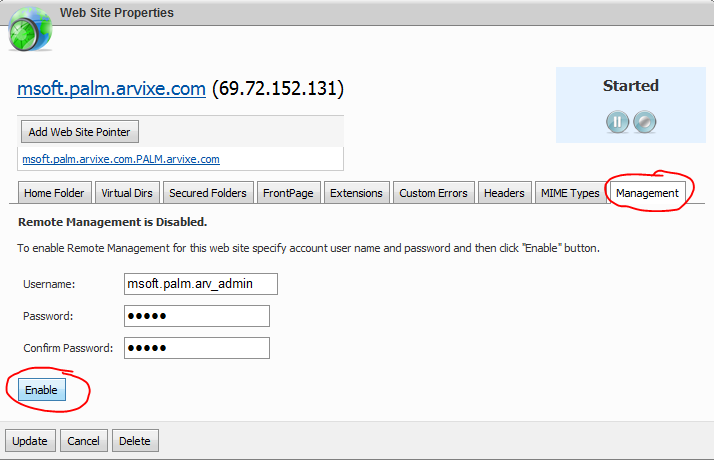 Web Site Properties
msoft.palm.arvixe.com (69.72.152.131)
Started
Add Web Site Pointer
msoft.palm.arvixe.com.PALM.arvixe.com
Home Folder Virtual Dirs Secured Folders FrontPage Extensions Custom Errors Headers MIME Types Management
Remote Management is Disabled.
To enable Remote Management for this web site specify account user name and password and then click "Enable" button.
Username: msoft.palm.arv_admin
Password: •••••
Confirm Password: •••••
Enable
Update Cancel Delete